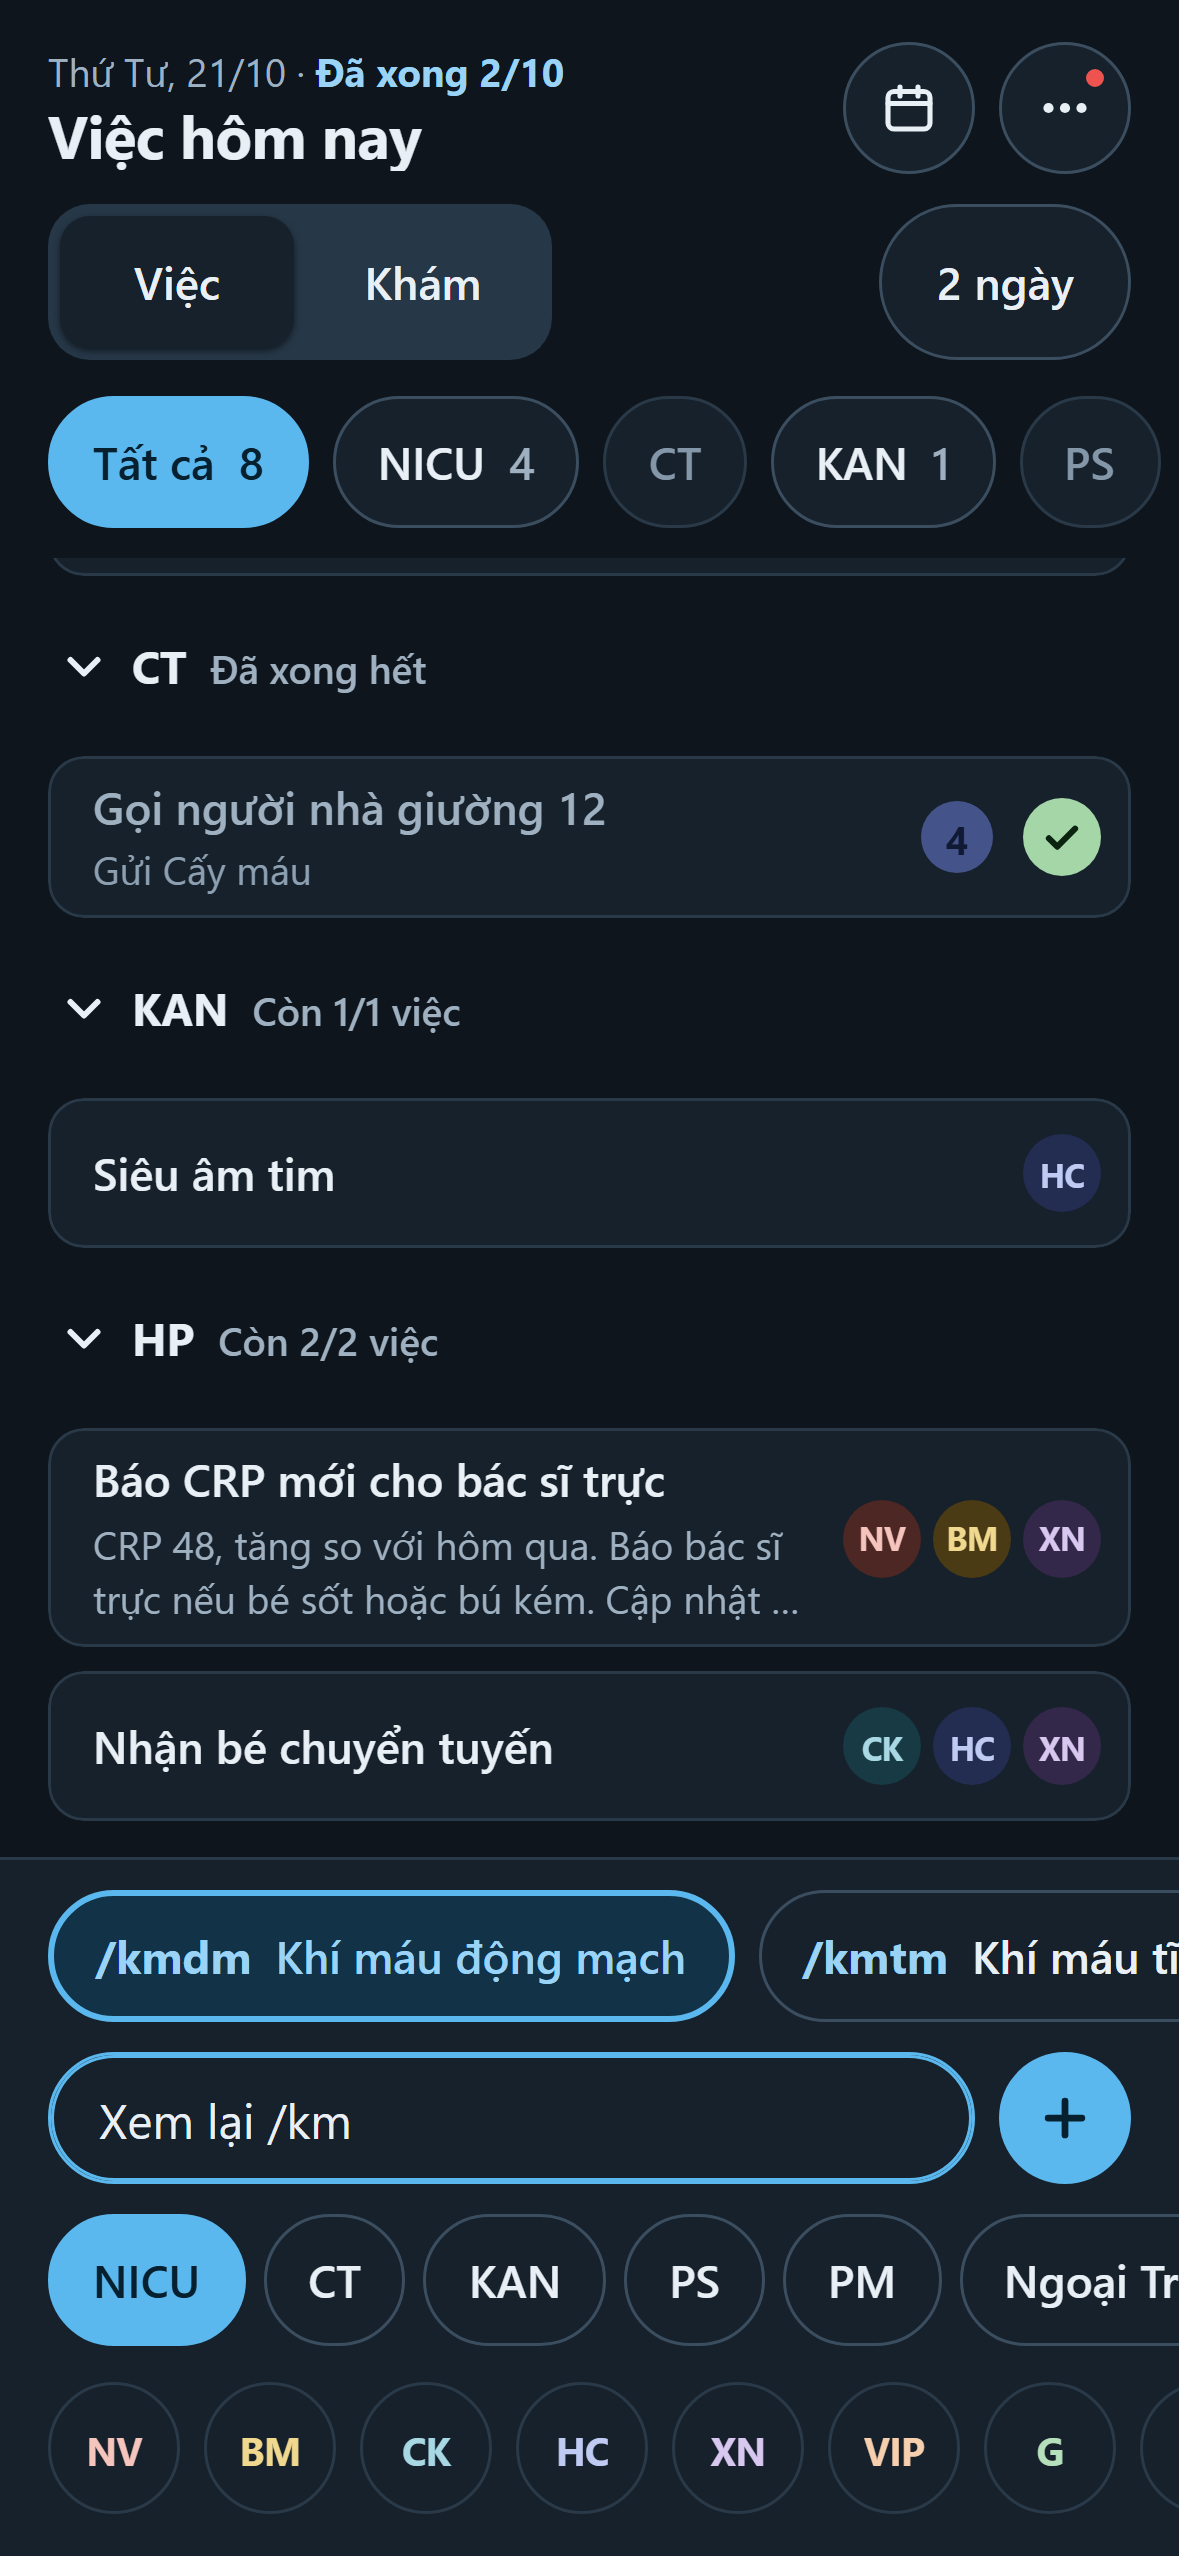 Thứ Tư, 21/10 · Đã xong 2/10
Việc hôm nay
Việc Khám 2 ngày
Tất cả 8 NICU 4 CT KAN 1 PS
CT Đã xong hết
Gọi người nhà giường 12
Gửi Cấy máu
4
KAN Còn 1/1 việc
Siêu âm tim HC
HP Còn 2/2 việc
Báo CRP mới cho bác sĩ trực
CRP 48, tăng so với hôm qua. Báo bác sĩ
trực nếu bé sốt hoặc bú kém. Cập nhật ...
NV BM XN
Nhận bé chuyển tuyến CK HC XN
/kmdm Khí máu động mạch /kmtm Khí máu tĩ
Xem lại /km
NICU CT KAN PS PM Ngoại Tr
NV BM CK HC XN VIP G